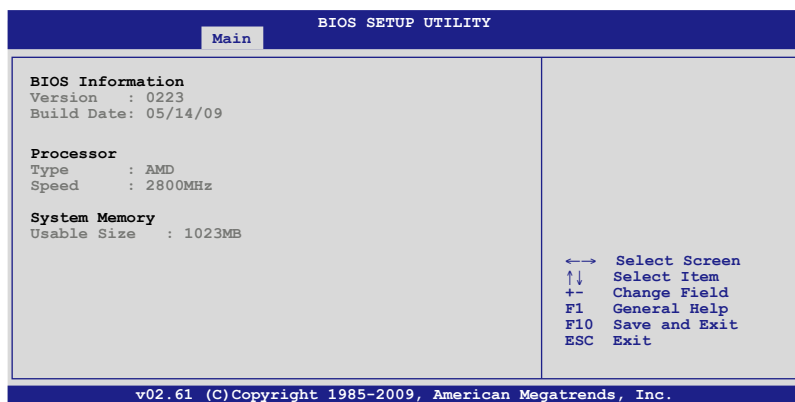 BIOS SETUP UTILITY
Main
BIOS Information
Version : 0223
Build Date: 05/14/09
Processor
Type : AMD
Speed : 2800MHz
System Memory
Usable Size : 1023MB
←→ Select Screen
↑↓ Select Item
+- Change Field
F1 General Help
F10 Save and Exit
ESC Exit
v02.61 (C)Copyright 1985-2009, American Megatrends, Inc.